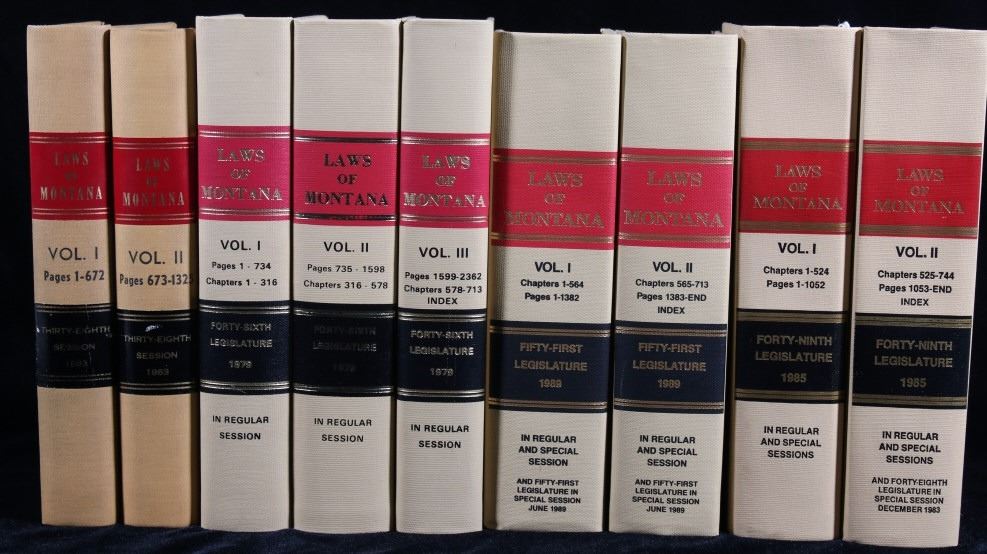 LAWS
OF
MONTANA
VOL. I
Pages 1-672
THIRTY-EIGHTH
SESSION
1963
LAWS
OF
MONTANA
VOL. II
Pages 673-1325
THIRTY-EIGHTH
SESSION
1963
LAWS
OF
MONTANA
VOL. I
Pages 1 - 734
Chapters 1 - 316
FORTY-SIXTH
LEGISLATURE
1979
IN REGULAR
SESSION
LAWS
OF
MONTANA
VOL. II
Pages 735 - 1598
Chapters 316 - 578
FORTY-SIXTH
LEGISLATURE
1979
IN REGULAR
SESSION
LAWS
OF
MONTANA
VOL. III
Pages 1599-2362
Chapters 578-713
INDEX
FORTY-SIXTH
LEGISLATURE
1979
IN REGULAR
SESSION
LAWS
OF
MONTANA
VOL. I
Chapters 1-564
Pages 1-1382
FIFTY-FIRST
LEGISLATURE
1989
IN REGULAR
AND SPECIAL
SESSION
AND FIFTY-FIRST
LEGISLATURE IN
SPECIAL SESSION
JUNE 1989
LAWS
OF
MONTANA
VOL. II
Chapters 565-713
Pages 1383-END
INDEX
FIFTY-FIRST
LEGISLATURE
1989
IN REGULAR
AND SPECIAL
SESSION
AND FIFTY-FIRST
LEGISLATURE IN
SPECIAL SESSION
JUNE 1989
LAWS
OF
MONTANA
VOL. I
Chapters 1-524
Pages 1-1052
FORTY-NINTH
LEGISLATURE
1985
IN REGULAR
AND SPECIAL
SESSIONS
LAWS
OF
MONTANA
VOL. II
Chapters 525-744
Pages 1053-END
INDEX
FORTY-NINTH
LEGISLATURE
1985
IN REGULAR
AND SPECIAL
SESSIONS
AND FORTY-EIGHTH
LEGISLATURE IN
SPECIAL SESSION
DECEMBER 1983